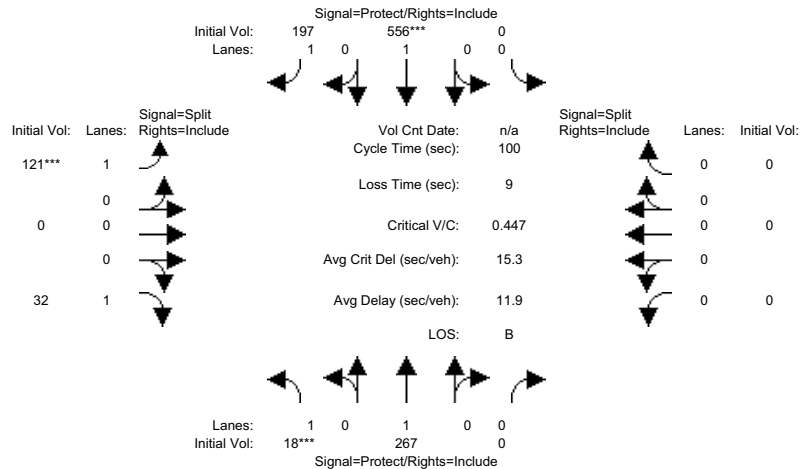 Signal=Protect/Rights=Include
Initial Vol: 197 556*** 0
Lanes: 1 0 1 0 0
Signal=Split Signal=Split
Initial Vol: Lanes: Rights=Include Vol Cnt Date: n/a Rights=Include Lanes: Initial Vol:
Cycle Time (sec): 100
121*** 1 0 0
Loss Time (sec): 9
0 0
0 0 Critical V/C: 0.447 0 0
0 Avg Crit Del (sec/veh): 15.3 0
32 1 Avg Delay (sec/veh): 11.9 0 0
LOS: B
Lanes: 1 0 1 0 0
Initial Vol: 18*** 267 0
Signal=Protect/Rights=Include